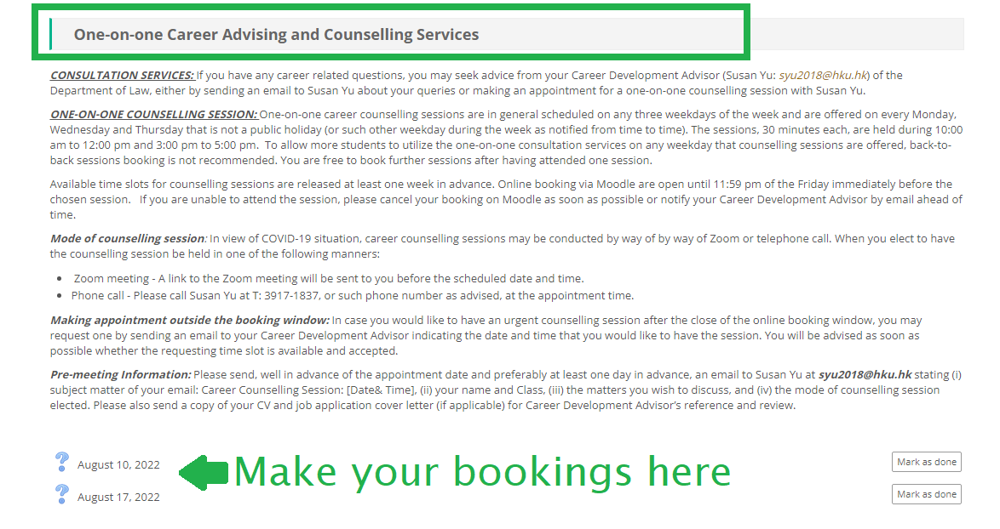 One-on-one Career Advising and Counselling Services
CONSULTATION SERVICES: If you have any career related questions, you may seek advice from your Career Development Advisor (Susan Yu: syu2018@hku.hk) of the
Department of Law, either by sending an email to Susan Yu about your queries or making an appointment for a one-on-one counselling session with Susan Yu.
ONE-ON-ONE COUNSELLING SESSION: One-on-one career counselling sessions are in general scheduled on any three weekdays of the week and are offered on every Monday,
Wednesday and Thursday that is not a public holiday (or such other weekday during the week as notified from time to time). The sessions, 30 minutes each, are held during 10:00
am to 12:00 pm and 3:00 pm to 5:00 pm. To allow more students to utilize the one-on-one consultation services on any weekday that counselling sessions are offered, back-to-
back sessions booking is not recommended. You are free to book further sessions after having attended one session.
Available time slots for counselling sessions are released at least one week in advance. Online booking via Moodle are open until 11:59 pm of the Friday immediately before the
chosen session. If you are unable to attend the session, please cancel your booking on Moodle as soon as possible or notify your Career Development Advisor by email ahead of
time.
Mode of counselling session: In view of COVID-19 situation, career counselling sessions may be conducted by way of by way of Zoom or telephone call. When you elect to have
the counselling session be held in one of the following manners:
• Zoom meeting - A link to the Zoom meeting will be sent to you before the scheduled date and time.
• Phone call - Please call Susan Yu at T: 3917-1837, or such phone number as advised, at the appointment time.
Making appointment outside the booking window: In case you would like to have an urgent counselling session after the close of the online booking window, you may
request one by sending an email to your Career Development Advisor indicating the date and time that you would like to have the session. You will be advised as soon as
possible whether the requesting time slot is available and accepted.
Pre-meeting Information: Please send, well in advance of the appointment date and preferably at least one day in advance, an email to Susan Yu at syu2018@hku.hk stating (i)
subject matter of your email: Career Counselling Session: [Date& Time], (ii) your name and Class, (iii) the matters you wish to discuss, and (iv) the mode of counselling session
elected. Please also send a copy of your CV and job application cover letter (if applicable) for Career Development Advisor's reference and review.
? August 10, 2022 Make your bookings here Mark as done
? August 17, 2022 Mark as done